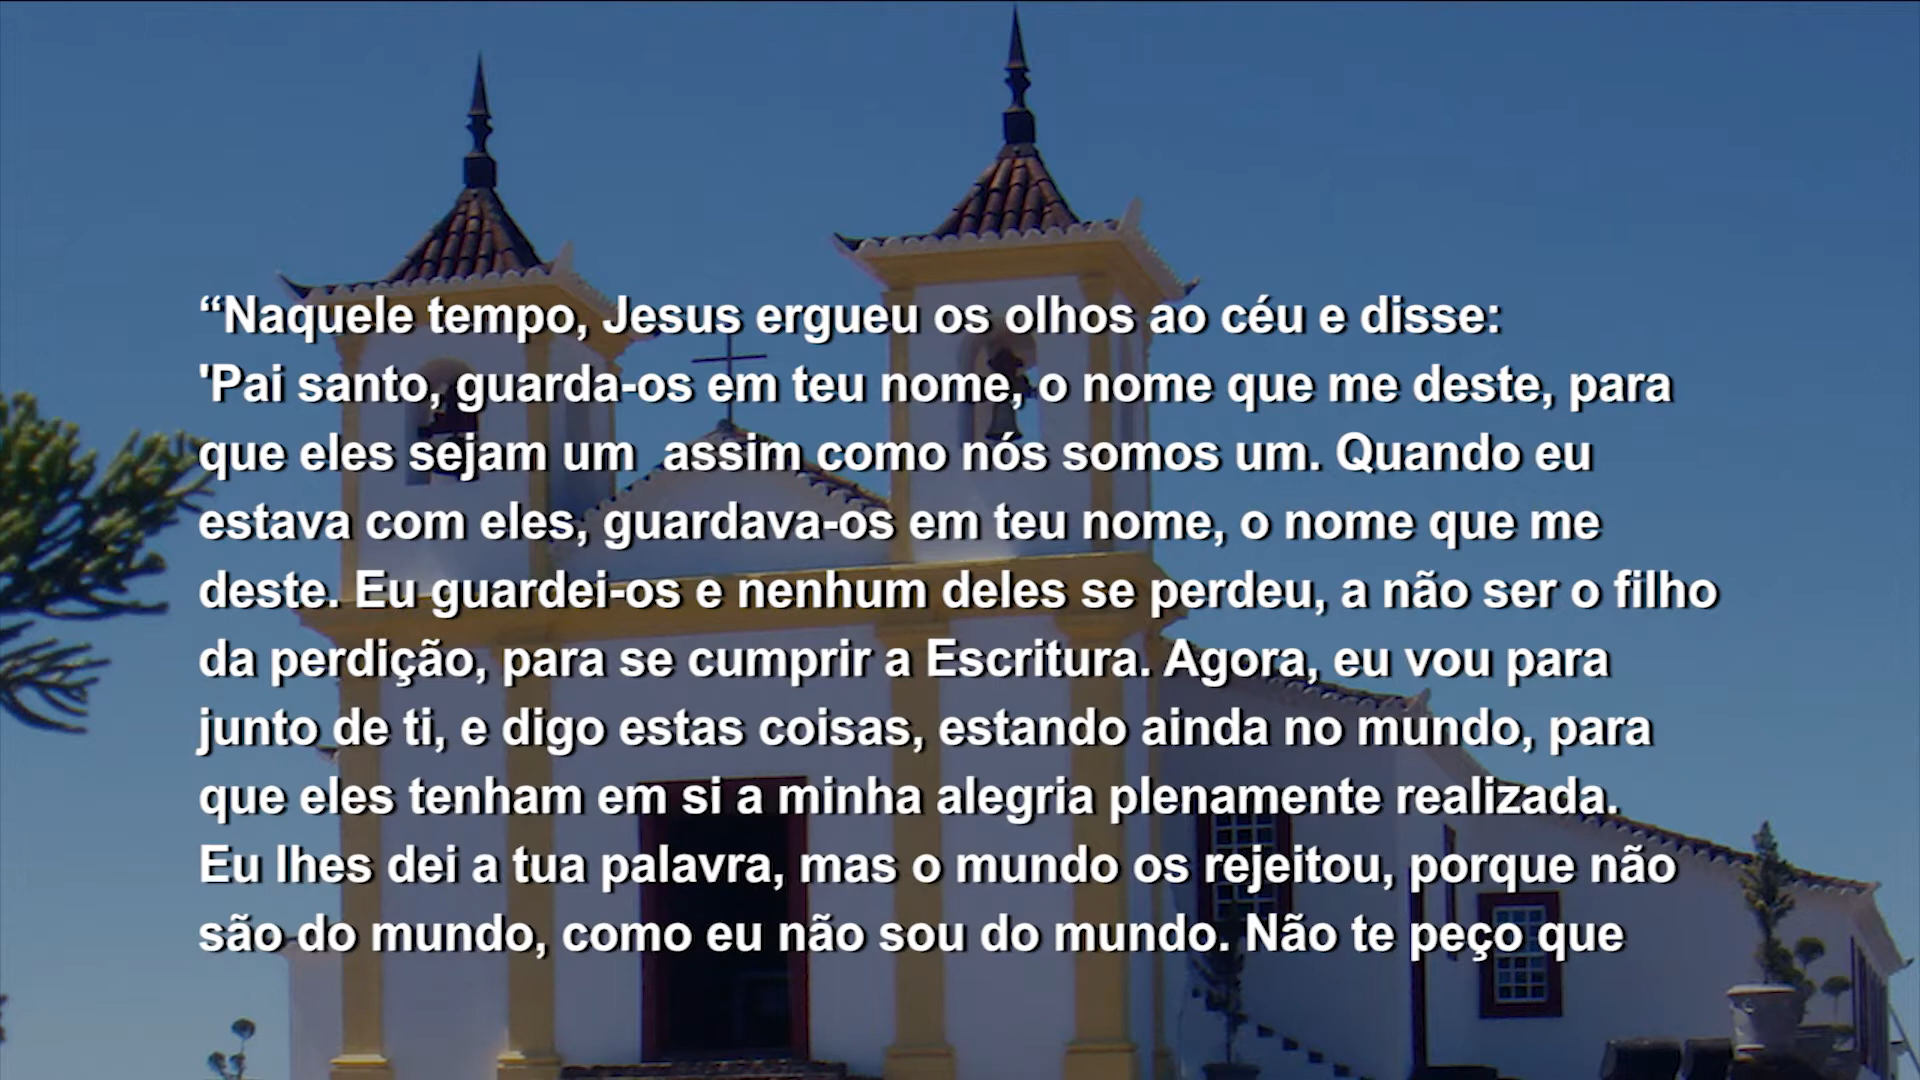 “Naquele tempo, Jesus ergueu os olhos ao céu e disse:
'Pai santo, guarda-os em teu nome, o nome que me deste, para
que eles sejam um  assim como nós somos um. Quando eu
estava com eles, guardava-os em teu nome, o nome que me
deste. Eu guardei-os e nenhum deles se perdeu, a não ser o filho
da perdição, para se cumprir a Escritura. Agora, eu vou para
junto de ti, e digo estas coisas, estando ainda no mundo, para
que eles tenham em si a minha alegria plenamente realizada.
Eu lhes dei a tua palavra, mas o mundo os rejeitou, porque não
são do mundo, como eu não sou do mundo. Não te peço que